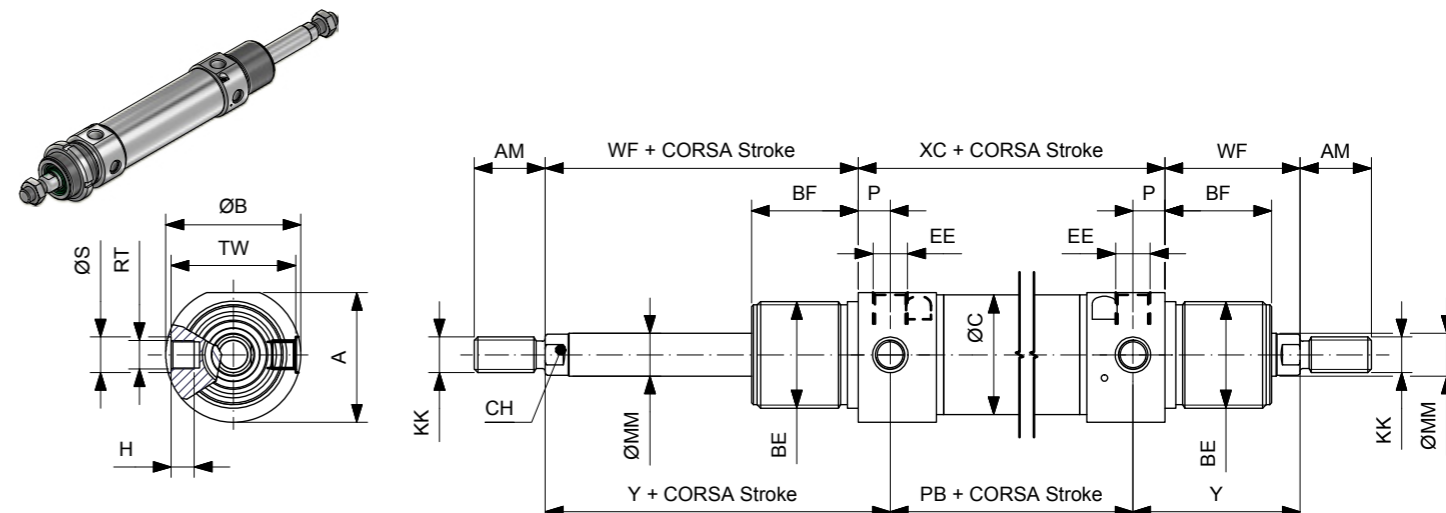 AM
WF + CORSA Stroke
XC + CORSA Stroke
WF
AM
BF
P
P
BF
EE
EE
ØB
TW
ØS
RT
A
H
KK
CH
ØMM
BE
ØC
BE
KK
ØMM
Y + CORSA Stroke
PB + CORSA Stroke
Y